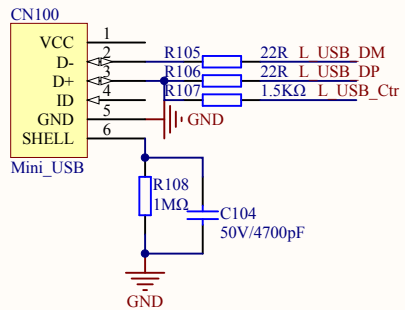 CN100
VCC 1
D- 2 R105 22R L_USB_DM
D+ 3 R106 22R L_USB_DP
ID 4 R107 1.5KΩ L_USB_Ctr
GND 5 GND
SHELL 6
Mini_USB
R108
1MΩ
C104
50V/4700pF
GND